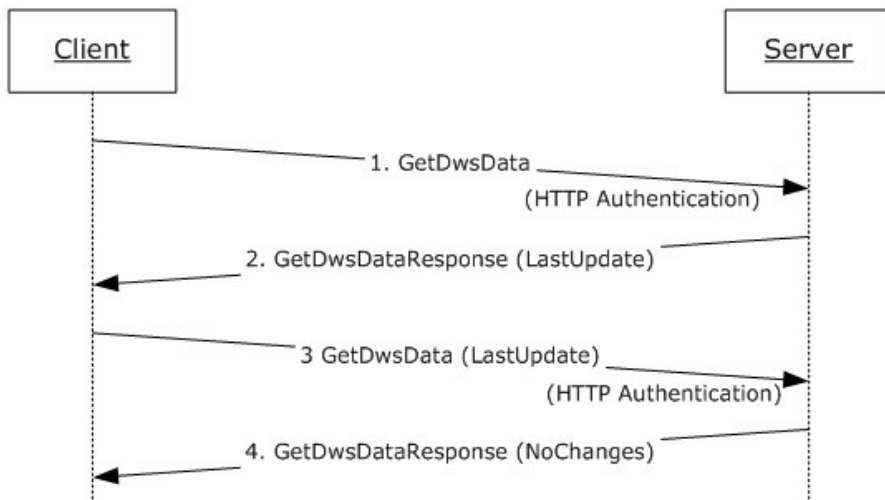 Client
Server
1. GetDwsData
(HTTP Authentication)
2. GetDwsDataResponse (LastUpdate)
3 GetDwsData (LastUpdate)
(HTTP Authentication)
4. GetDwsDataResponse (NoChanges)